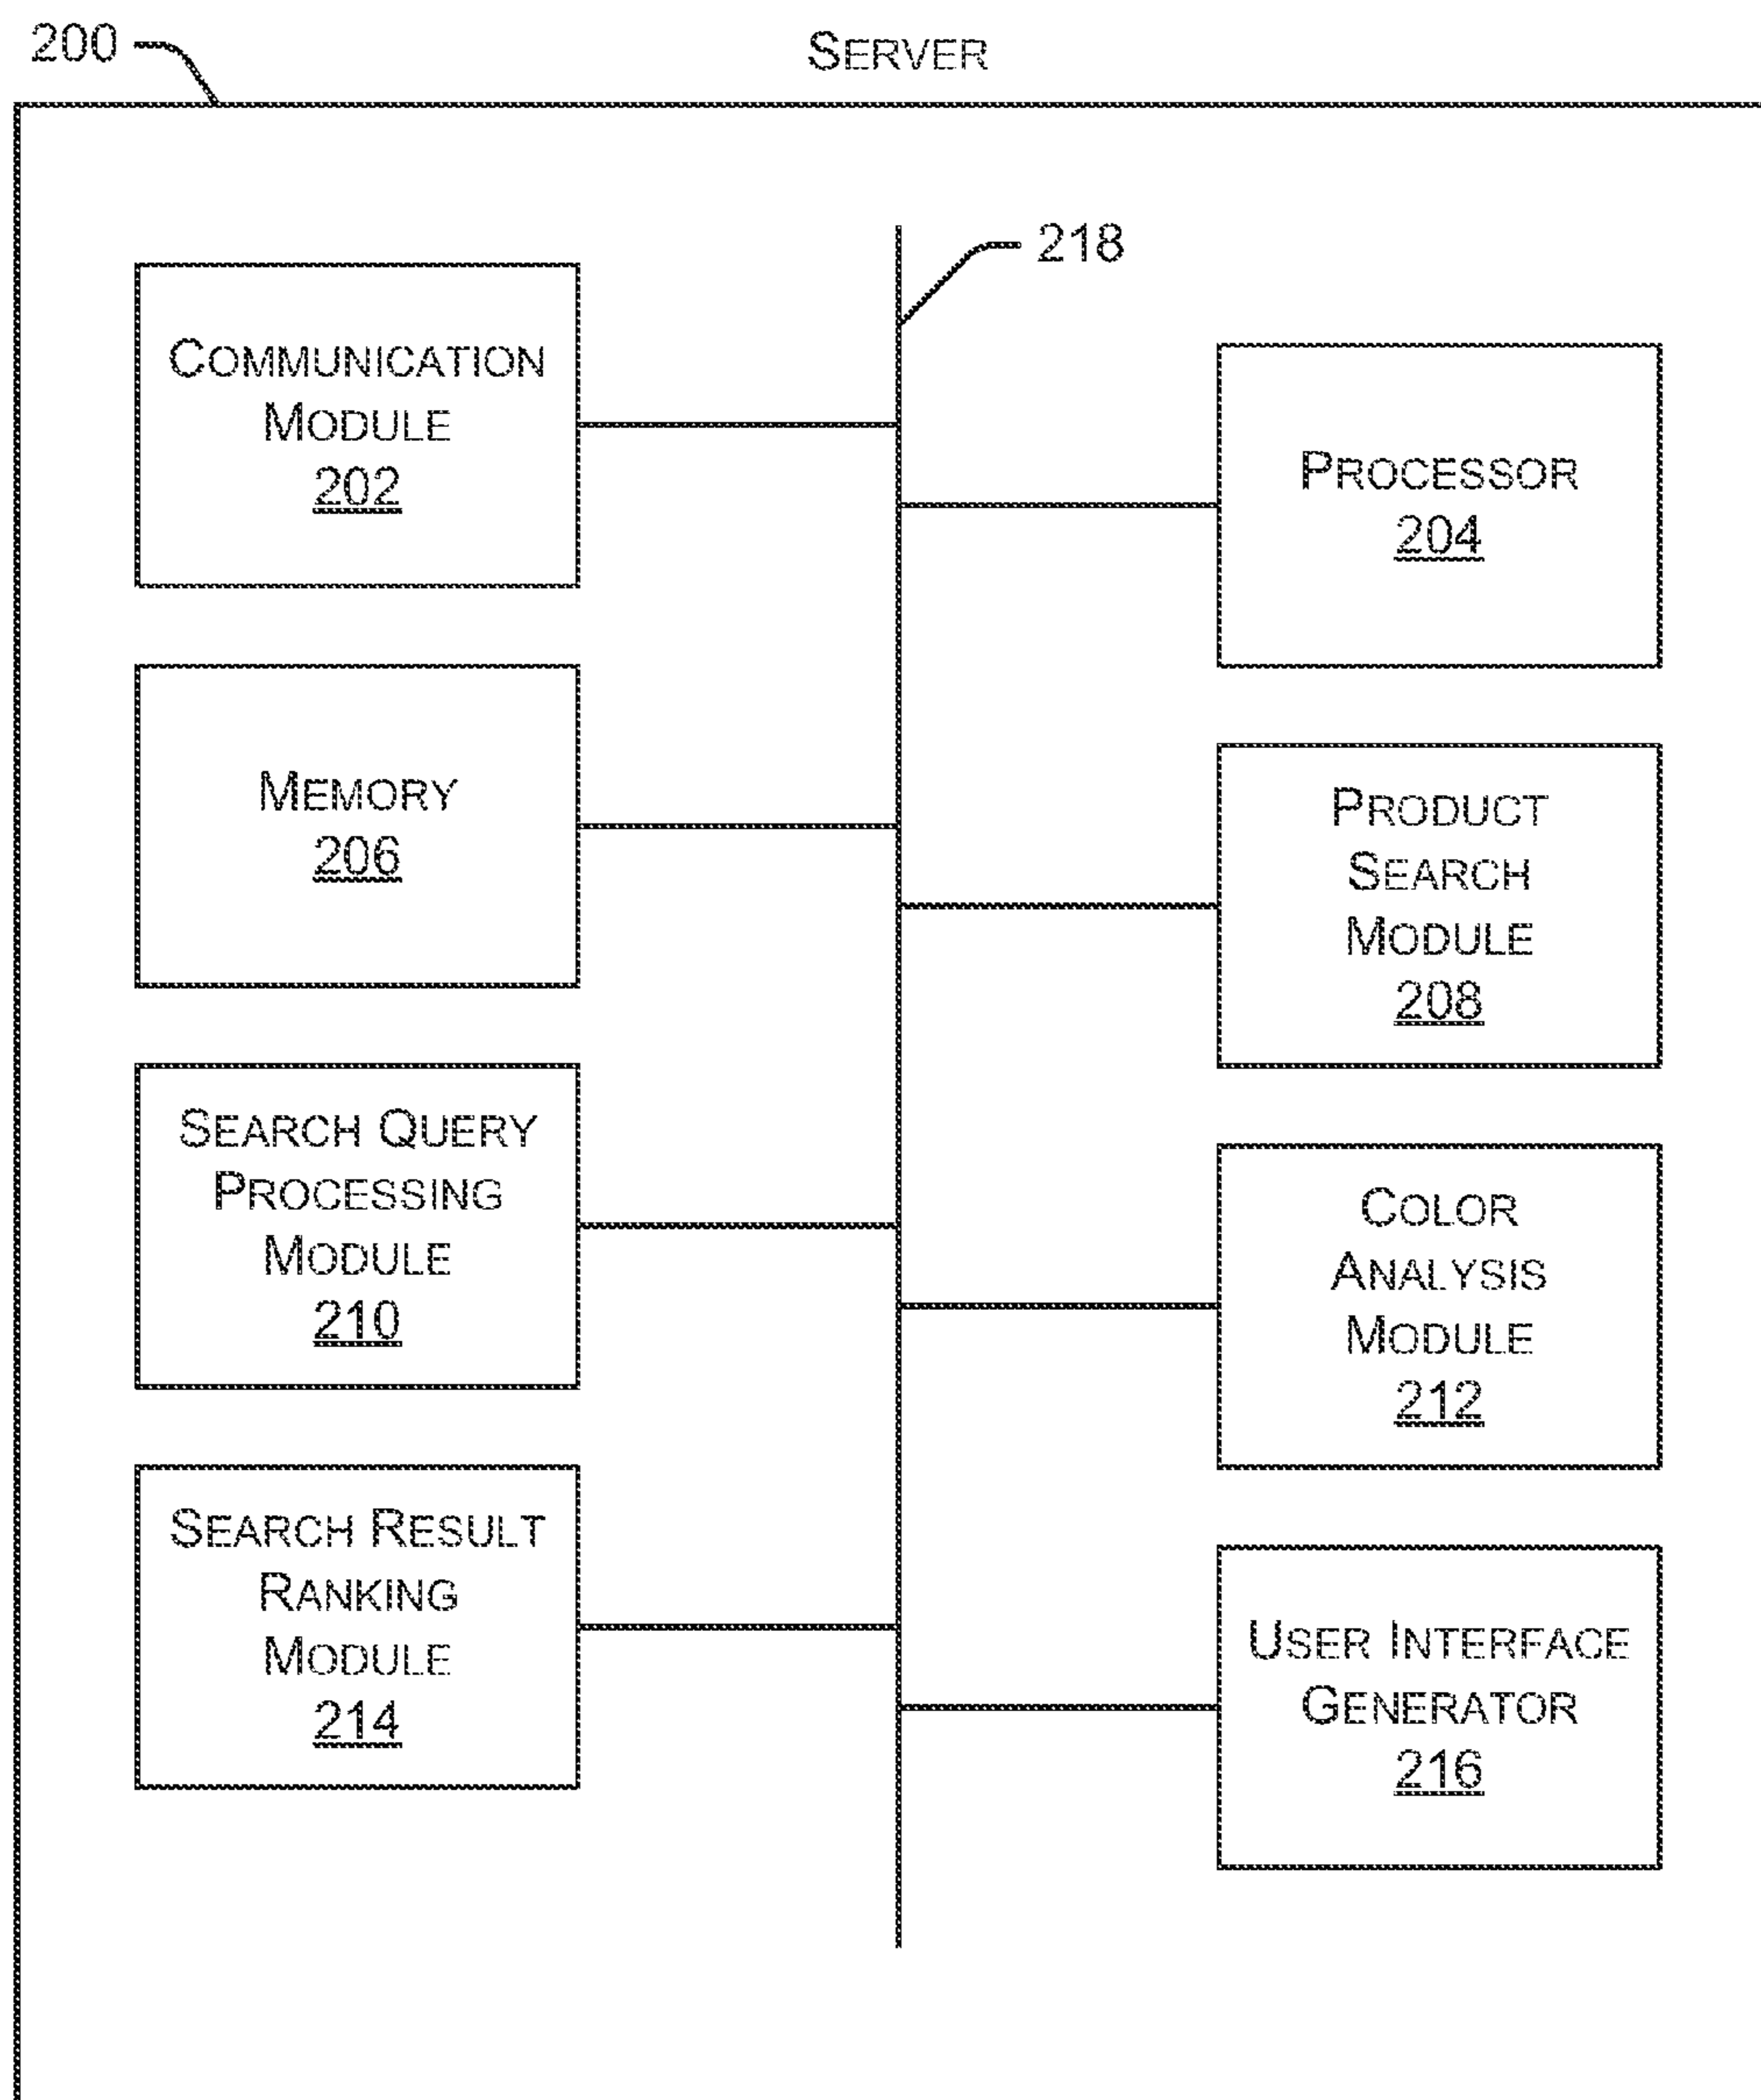 200
SERVER
218
COMMUNICATION
MODULE
202
PROCESSOR
204
MEMORY
206
PRODUCT
SEARCH
MODULE
208
SEARCH QUERY
PROCESSING
MODULE
210
COLOR
ANALYSIS
MODULE
212
SEARCH RESULT
RANKING
MODULE
214
USER INTERFACE
GENERATOR
216